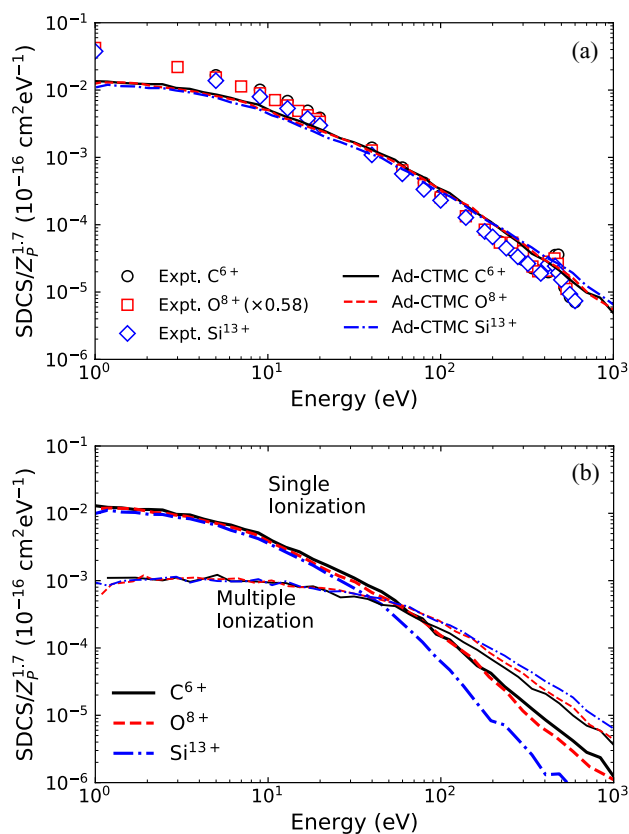 (a)
SDCS/Z_P^{1.7} (10^{−16} cm^2eV^{−1})
10^{−1}
10^{−2}
10^{−3}
10^{−4}
10^{−5}
10^{−6}
Expt. C^{6+}
Expt. O^{8+} (×0.58)
Expt. Si^{13+}
Ad-CTMC C^{6+}
Ad-CTMC O^{8+}
Ad-CTMC Si^{13+}
10^0 10^1 10^2 10^3
Energy (eV)
(b)
SDCS/Z_P^{1.7} (10^{−16} cm^2eV^{−1})
10^{−1}
10^{−2}
10^{−3}
10^{−4}
10^{−5}
10^{−6}
Single
Ionization
Multiple
Ionization
C^{6+}
O^{8+}
Si^{13+}
10^0 10^1 10^2 10^3
Energy (eV)